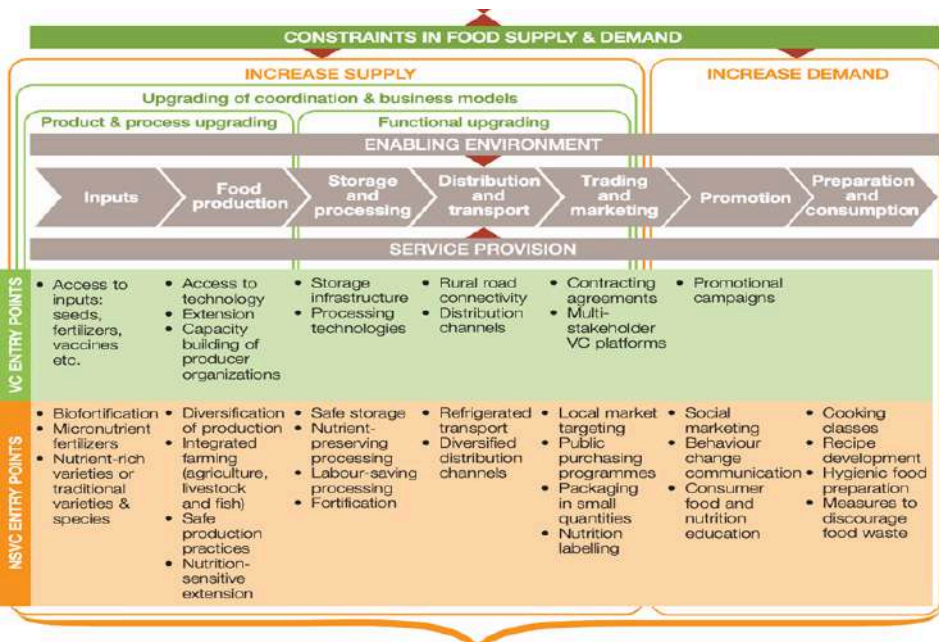 CONSTRAINTS IN FOOD SUPPLY & DEMAND
INCREASE SUPPLY
INCREASE DEMAND
Upgrading of coordination & business models
Product & process upgrading
Functional upgrading
ENABLING ENVIRONMENT
Inputs
Food
production
Storage
and
processing
Distribution
and
transport
Trading
and
marketing
Promotion
Preparation
and
consumption
SERVICE PROVISION
VC ENTRY POINTS
• Access to
inputs:
seeds,
fertilizers,
vaccines
etc.
• Access to
technology
• Extension
• Capacity
building of
producer
organizations
• Storage
infrastructure
• Processing
technologies
• Rural road
connectivity
• Distribution
channels
• Contracting
agreements
• Multi-
stakeholder
VC platforms
• Promotional
campaigns
NSVC ENTRY POINTS
• Biofortification
• Micronutrient
fertilizers
• Nutrient-rich
varieties or
traditional
varieties &
species
• Diversification
of production
• Integrated
farming
(agriculture,
livestock
and fish)
• Safe
production
practices
• Nutrition-
sensitive
extension
• Safe storage
• Nutrient-
preserving
processing
• Labour-saving
processing
• Fortification
• Refrigerated
transport
• Diversified
distribution
channels
• Local market
targeting
• Public
purchasing
programmes
• Packaging
in small
quantities
• Nutrition
labelling
• Social
marketing
• Behaviour
change
communication
• Consumer
food and
nutrition
education
• Cooking
classes
• Recipe
development
• Hygienic food
preparation
• Measures to
discourage
food waste